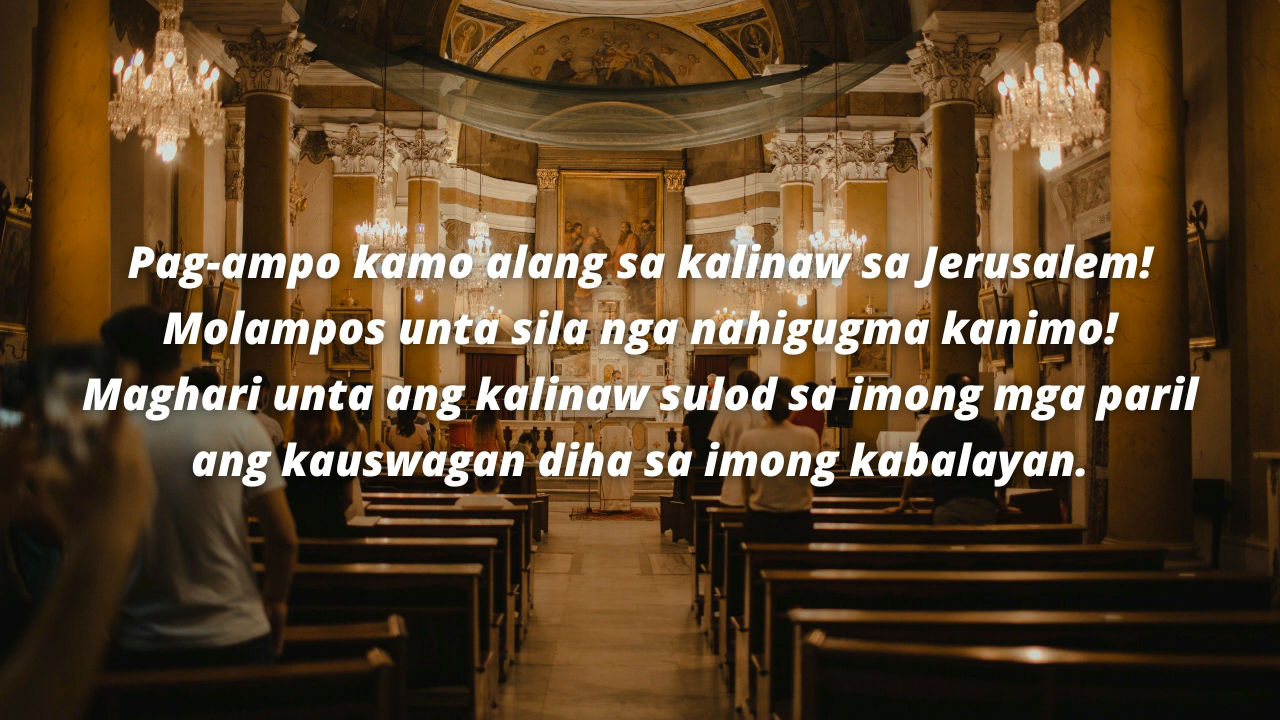 Pag-ampo kamo alang sa kalinaw sa Jerusalem!
Molampos unta sila nga nahigugma kanimo!
Maghari unta ang kalinaw sulod sa imong mga paril
ang kauswagan diha sa imong kabalayan.